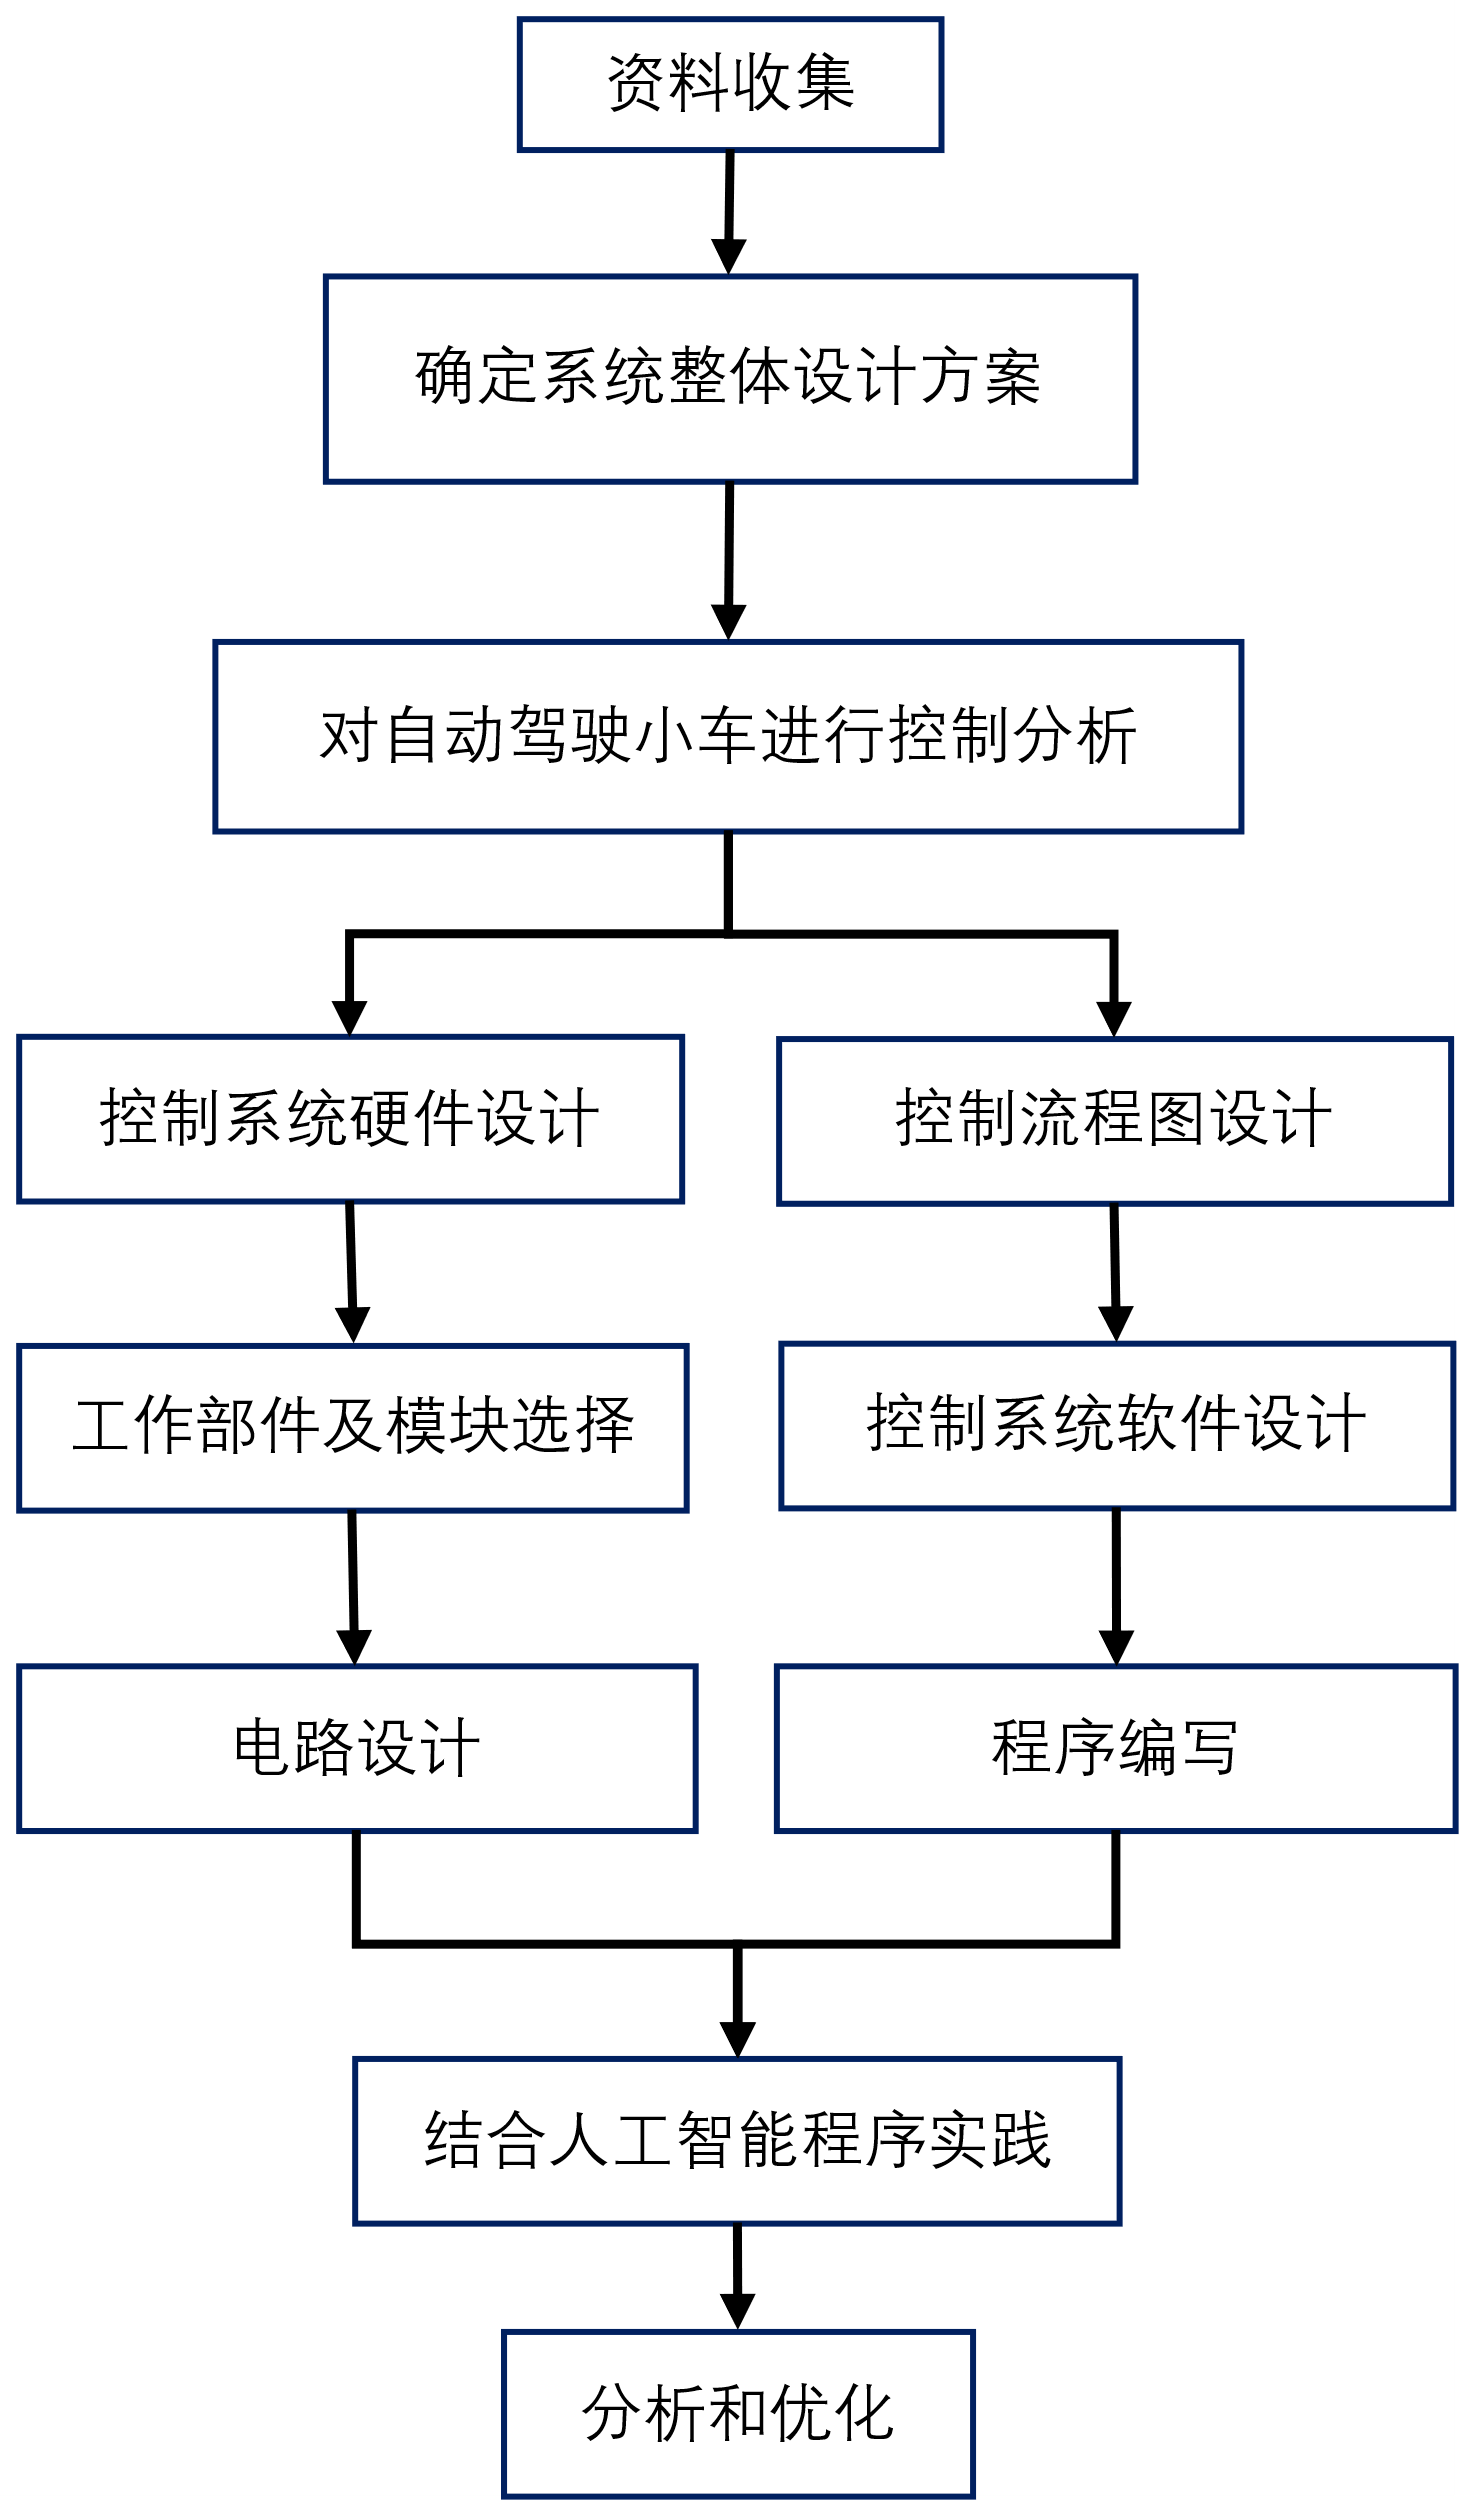 资料收集
确定系统整体设计方案
对自动驾驶小车进行控制分析
控制系统硬件设计
控制流程图设计
工作部件及模块选择
控制系统软件设计
电路设计
程序编写
结合人工智能程序实践
分析和优化